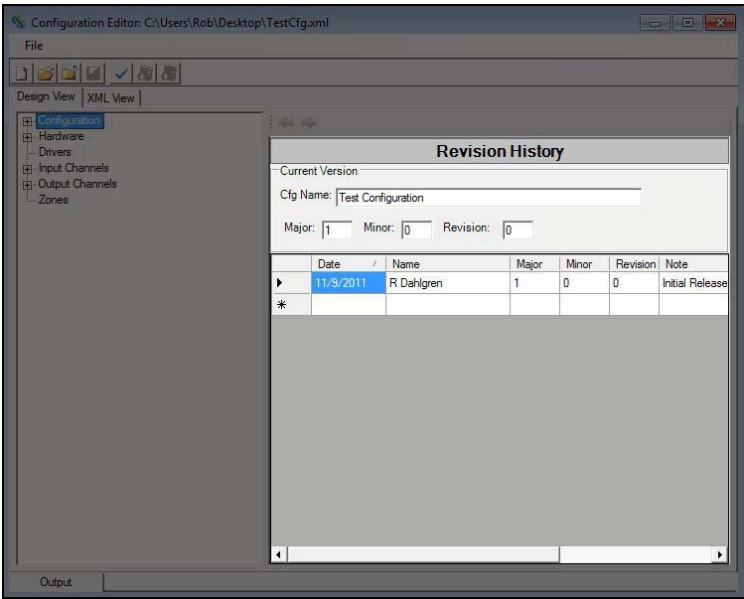 Configuration Editor: C:\Users\Rob\Desktop\TestCfg.xml
File
Design View XML View
Configuration
Hardware
Drivers
Input Channels
Output Channels
Zones
Revision History
Current Version
Cfg Name: Test Configuration
Major: 1 Minor: 0 Revision: 0
Date Name Major Minor Revision Note
11/9/2011 R Dahlgren 1 0 0 Initial Release
Output